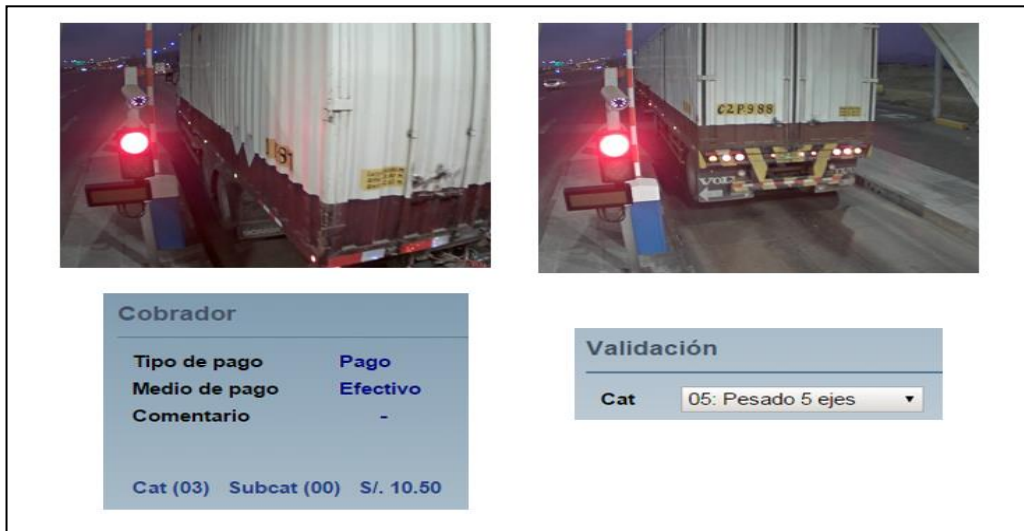 C2P988
Cobrador
Tipo de pago Pago
Medio de pago Efectivo
Comentario -
Cat (03) Subcat (00) S/. 10.50
Validación
Cat 05: Pesado 5 ejes